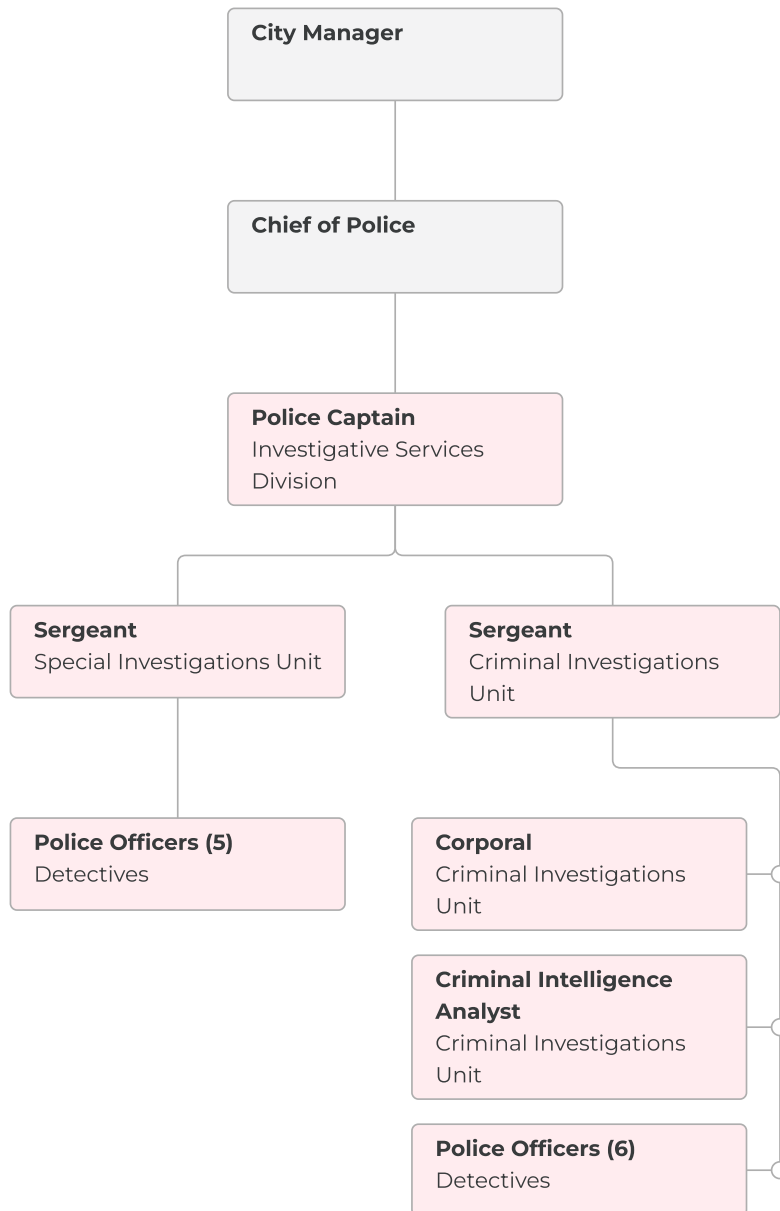 City Manager
Chief of Police
Police Captain
Investigative Services
Division
Sergeant
Special Investigations Unit
Sergeant
Criminal Investigations
Unit
Police Officers (5)
Detectives
Corporal
Criminal Investigations
Unit
Criminal Intelligence
Analyst
Criminal Investigations
Unit
Police Officers (6)
Detectives